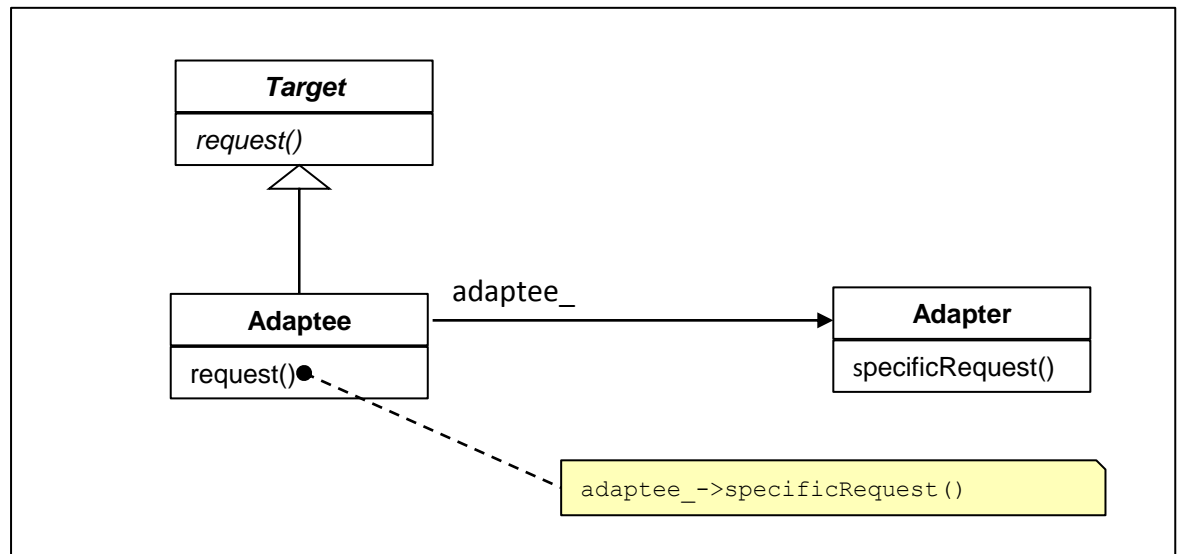 Target
request()
adaptee_
Adaptee
Adapter
request()
specificRequest()
adaptee_->specificRequest()